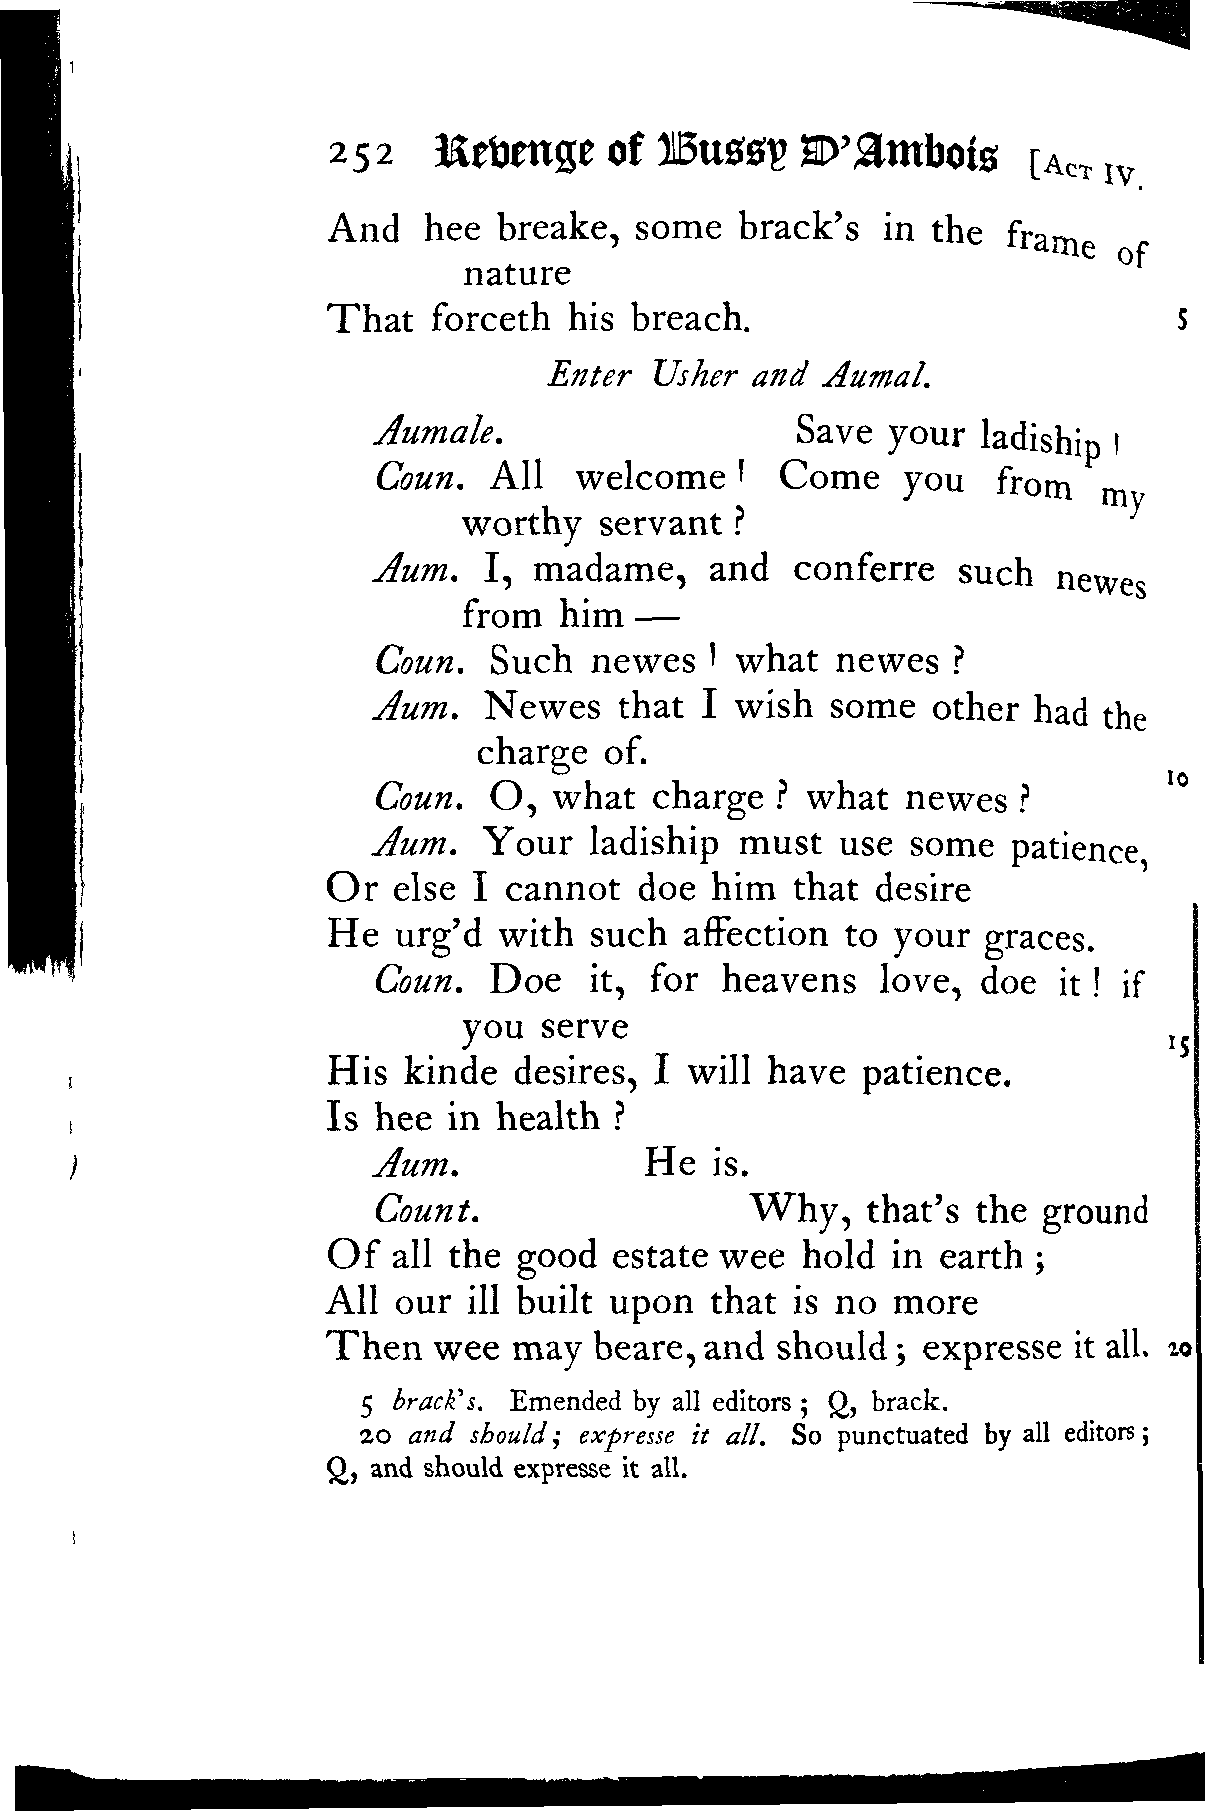 252 Revenge of Bussy D'Ambois [ACT IV.
And hee breake, some brack's in the frame of
nature
That forceth his breach. 5
Enter Usher and Aumal.
Aumale. Save your ladiship!
Coun. All welcome! Come you from my
worthy servant?
Aum. I, madame, and conferre such newes
from him —
Coun. Such newes! what newes?
Aum. Newes that I wish some other had the
charge of.
10
Coun. O, what charge? what newes?
Aum. Your ladiship must use some patience,
Or else I cannot doe him that desire
He urg'd with such affection to your graces.
Coun. Doe it, for heavens love, doe it! if
you serve
15
His kinde desires, I will have patience.
Is hee in health?
Aum. He is.
Count. Why, that's the ground
Of all the good estate wee hold in earth;
All our ill built upon that is no more
Then wee may beare, and should; expresse it all. 20
5 brack's. Emended by all editors; Q, brack.
20 and should; expresse it all. So punctuated by all editors;
Q, and should expresse it all.